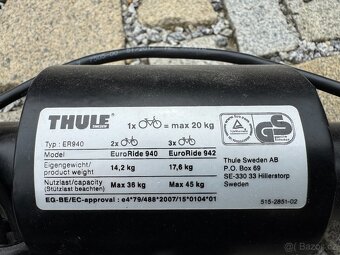 THULE
1x = max 20 kg
Typ : ER940 2x 3x
Model EuroRide 940 EuroRide 942
Eigengewicht/product weight 14,2 kg 17,6 kg
Nutzlast/capacity (Stützlast beachten) Max 36 kg Max 45 kg
EG-BE/EC-approval : e4*79/488*2007/15*0104*01
GS
Thule Sweden AB
P.O. Box 69
SE-330 33 Hillerstorp
Sweden
515-2851-02